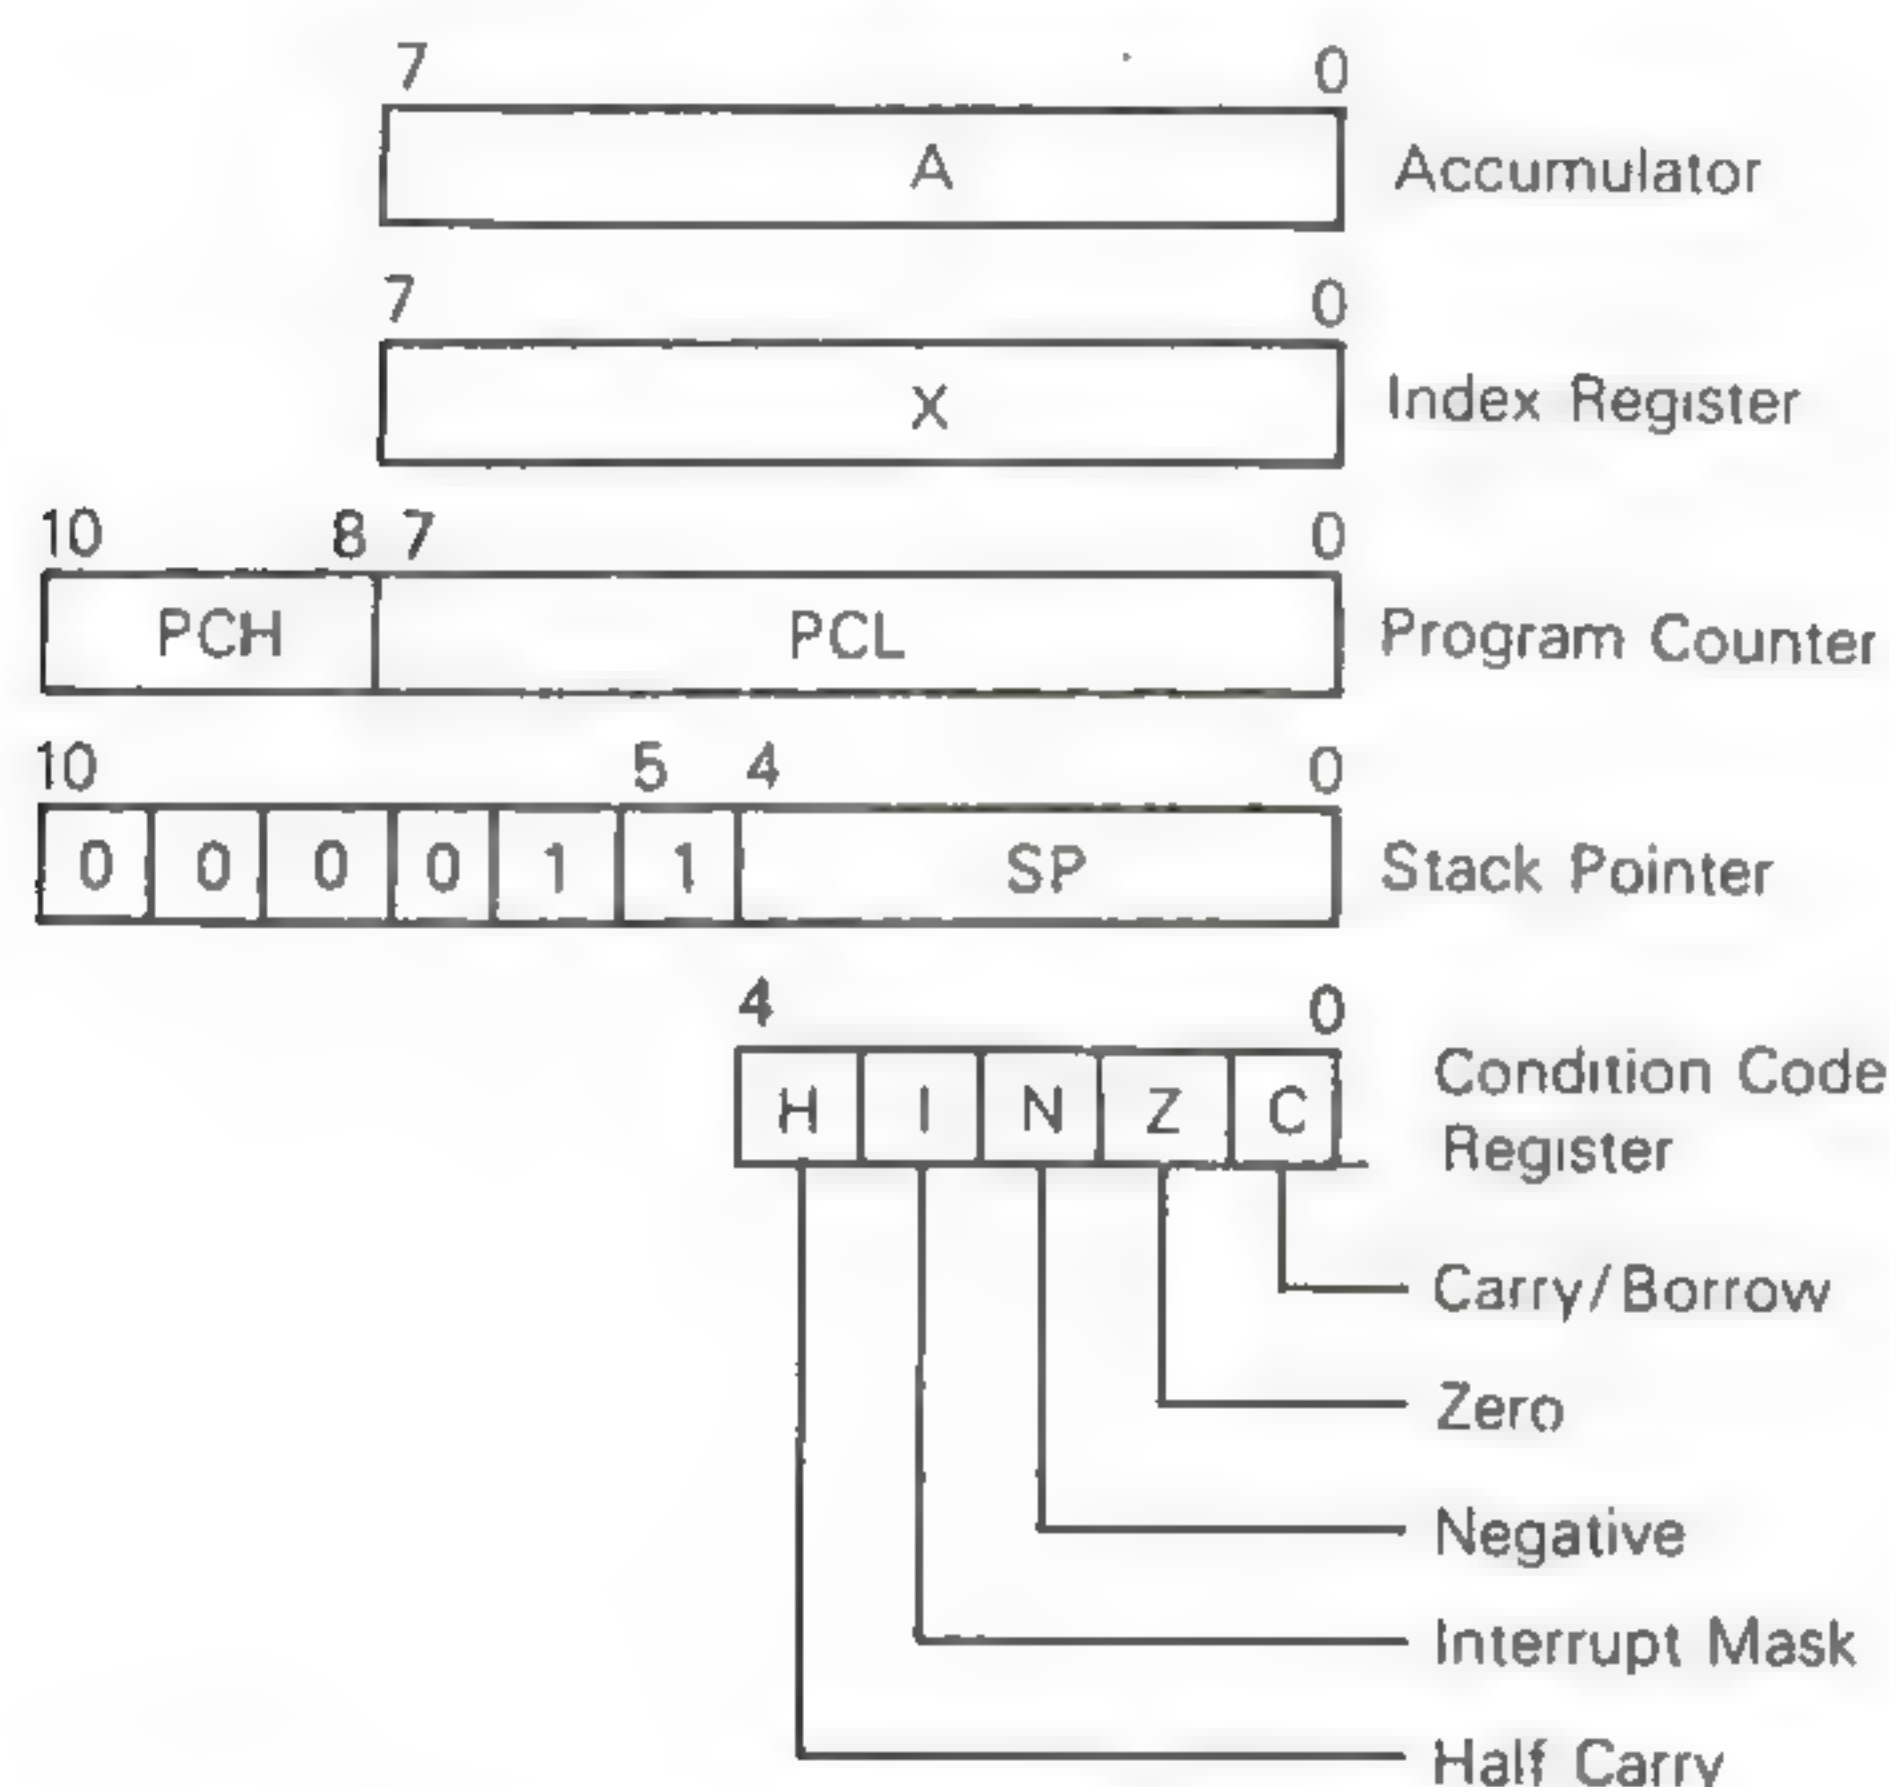 7 0
A Accumulator
7 0
X Index Register
10 8 7 0
PCH PCL Program Counter
10 5 4 0
0 0 0 0 1 1 SP Stack Pointer
4 0
H I N Z C Condition Code
Register
Carry/Borrow
Zero
Negative
Interrupt Mask
Half Carry